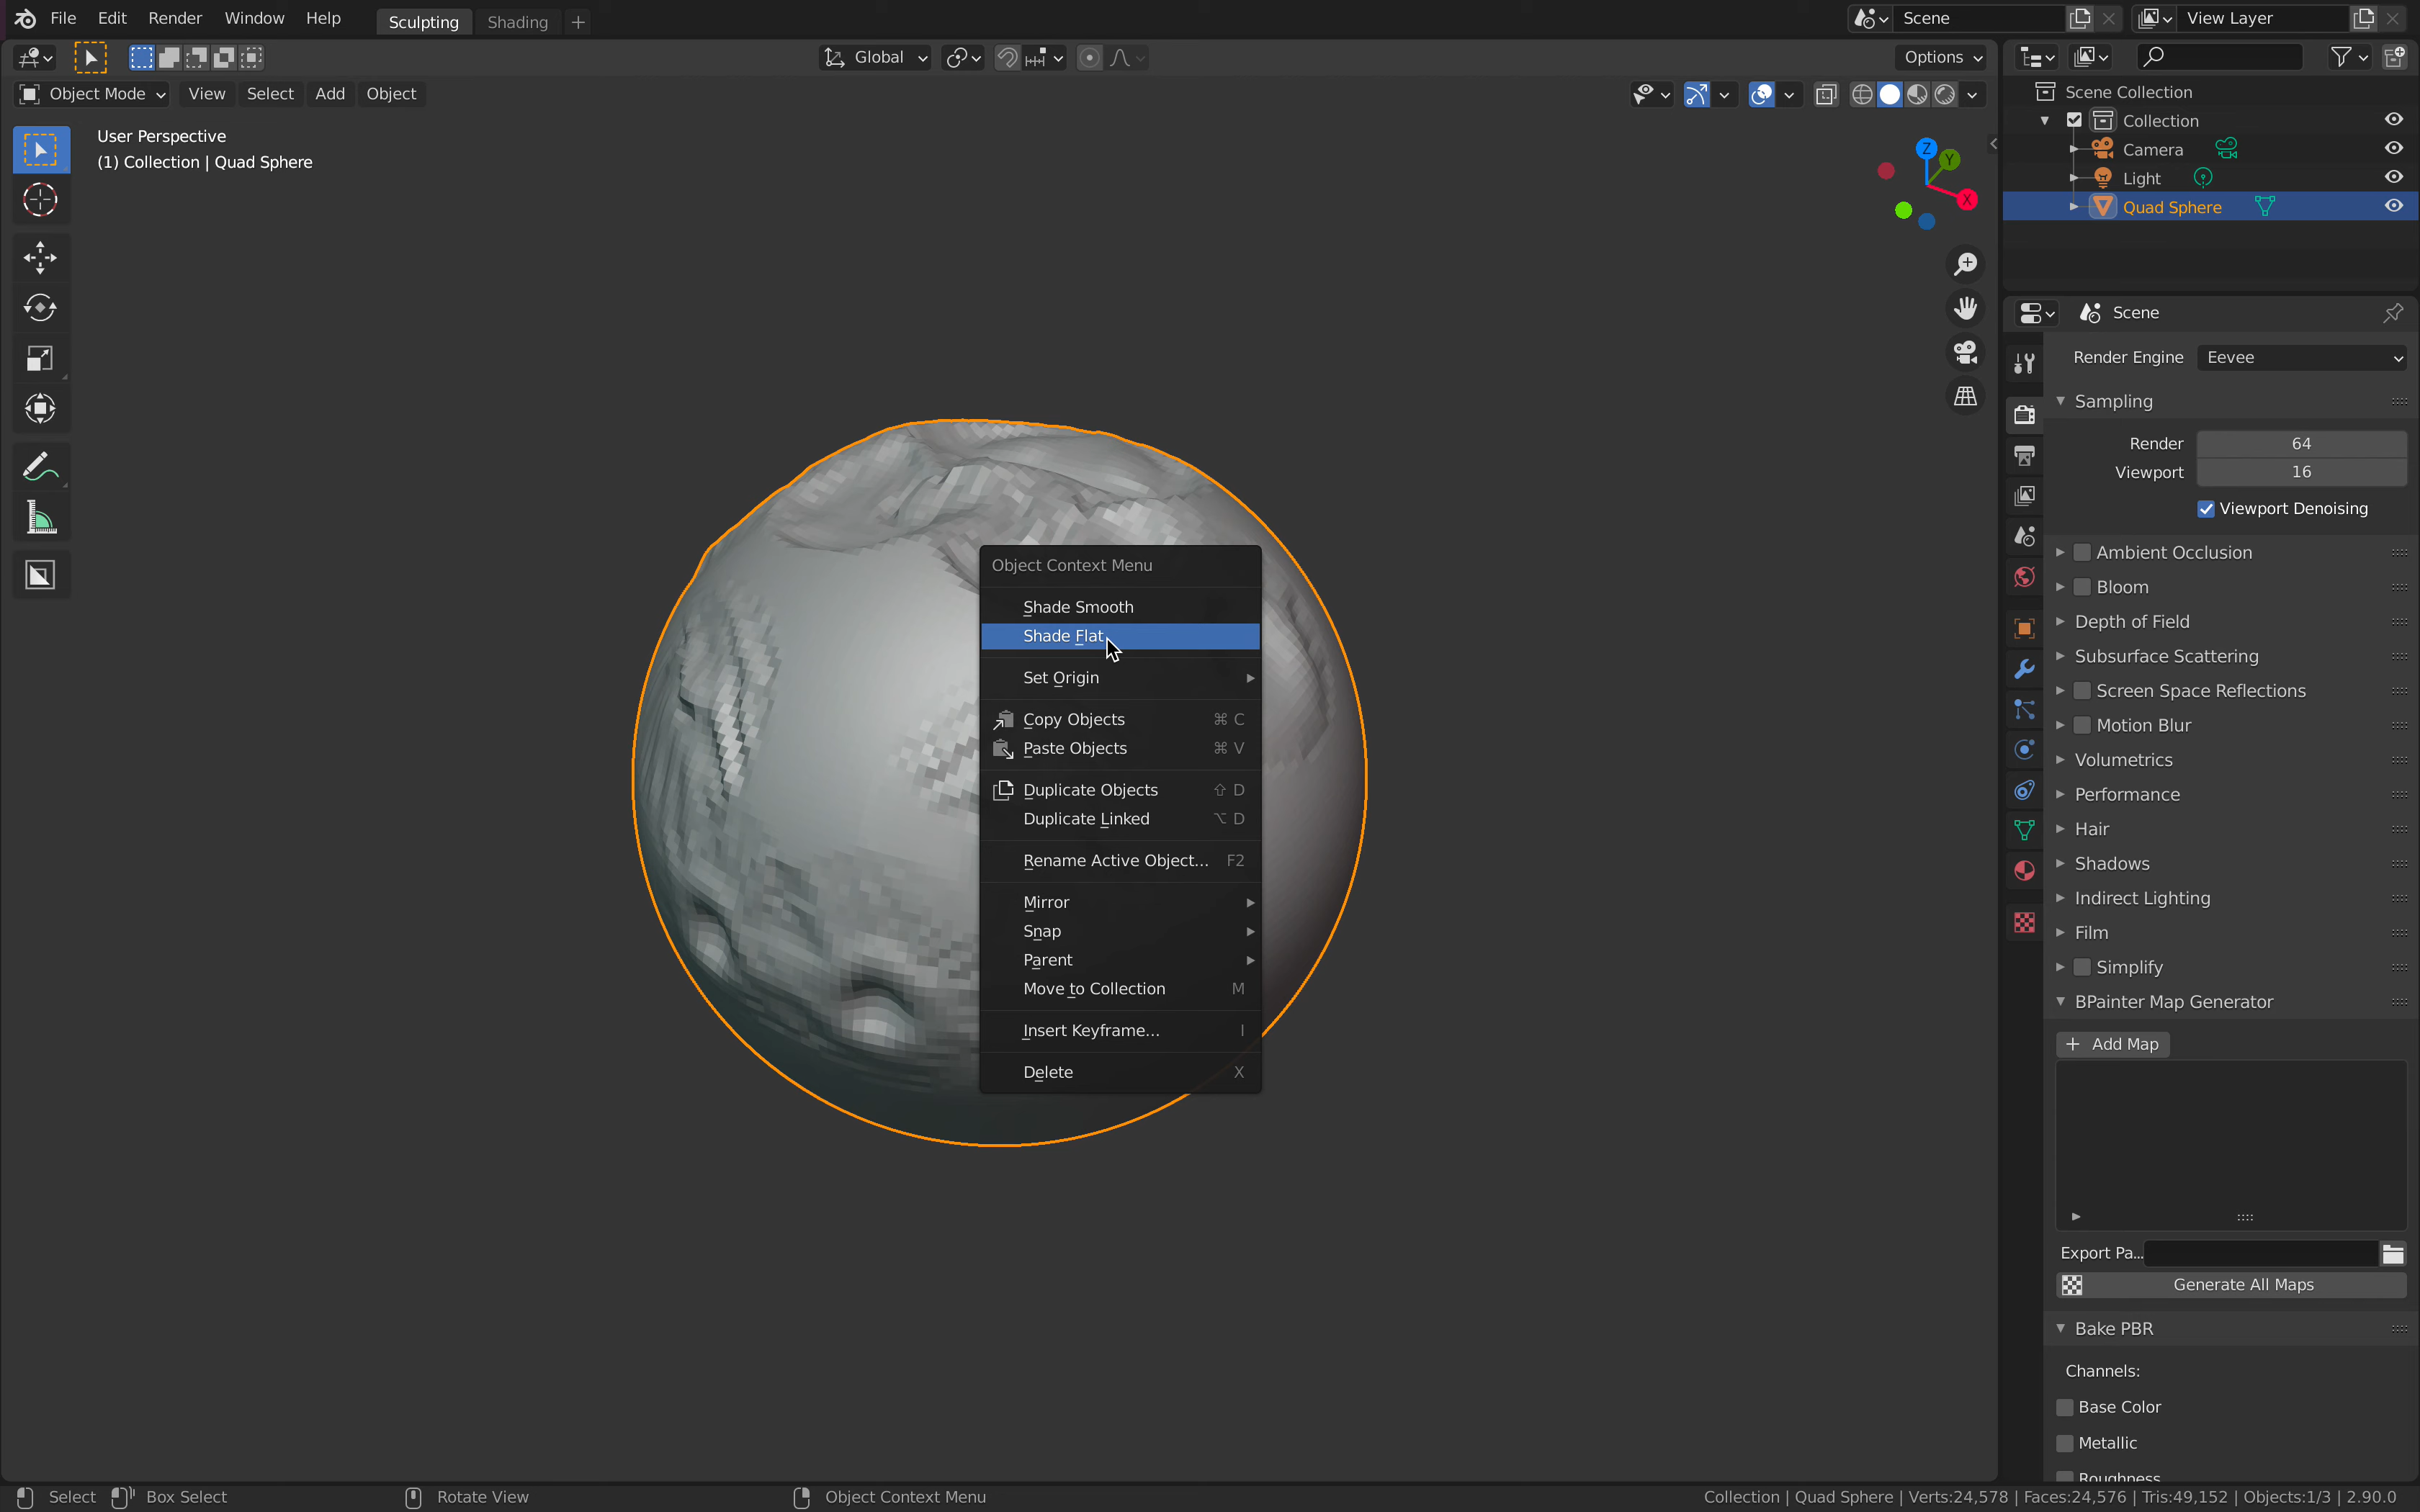 File Edit Render Window Help Sculpting Shading + Scene View Layer
Global Options
Object Mode View Select Add Object
User Perspective
(1) Collection | Quad Sphere
Z
Y
X
Object Context Menu
Shade Smooth
Shade Flat
Set Origin
Copy Objects ⌘ C
Paste Objects ⌘ V
Duplicate Objects ⇧ D
Duplicate Linked ⌥ D
Rename Active Object... F2
Mirror
Snap
Parent
Move to Collection M
Insert Keyframe... I
Delete X
Scene Collection
Collection
Camera
Light
Quad Sphere
Scene
Render Engine Eevee
Sampling
Render 64
Viewport 16
Viewport Denoising
Ambient Occlusion
Bloom
Depth of Field
Subsurface Scattering
Screen Space Reflections
Motion Blur
Volumetrics
Performance
Hair
Shadows
Indirect Lighting
Film
Simplify
BPainter Map Generator
+ Add Map
Export Pa...
Generate All Maps
Bake PBR
Channels:
Base Color
Metallic
Roughness
Select Box Select Rotate View Object Context Menu Collection | Quad Sphere | Verts:24,578 | Faces:24,576 | Tris:49,152 | Objects:1/3 | 2.90.0